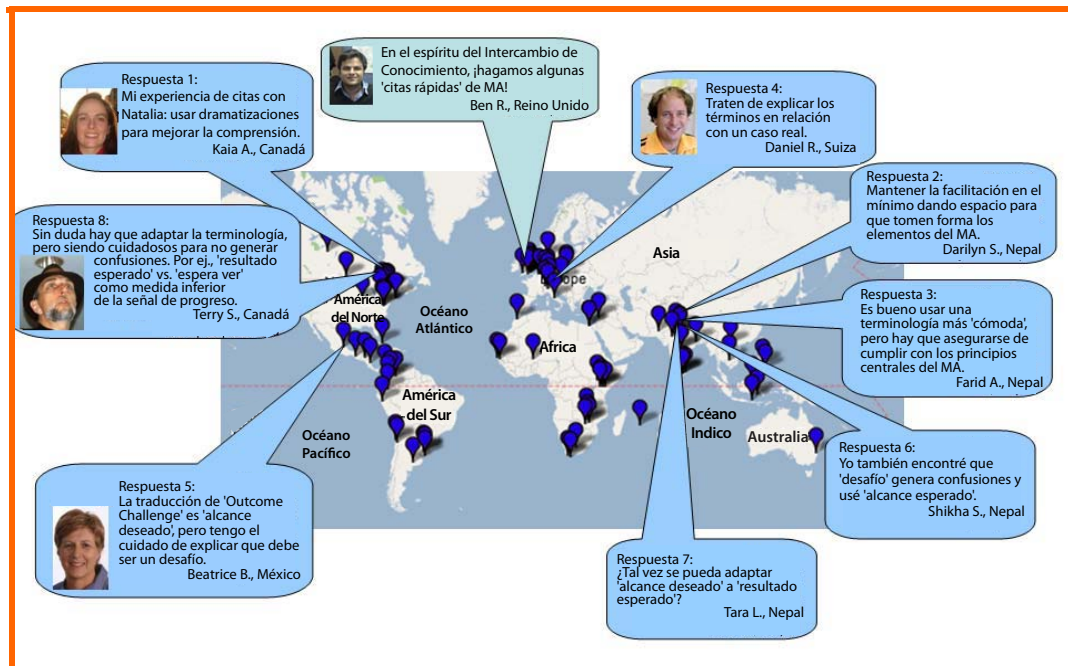 En el espíritu del Intercambio de
Conocimiento, ¡hagamos algunas
'citas rápidas' de MA!
Ben R., Reino Unido
Respuesta 1:
Mi experiencia de citas con
Natalia: usar dramatizaciones
para mejorar la comprensión.
Kaia A., Canadá
Respuesta 4:
Traten de explicar los
términos en relación
con un caso real.
Daniel R., Suiza
Respuesta 2:
Mantener la facilitación en el
mínimo dando espacio para
que tomen forma los
elementos del MA.
Darilyn S., Nepal
Respuesta 8:
Sin duda hay que adaptar la terminología,
pero siendo cuidadosos para no generar
confusiones. Por ej., 'resultado
esperado' vs. 'espera ver'
como medida inferior
de la señal de progreso.
Terry S., Canadá
Respuesta 3:
Es bueno usar una
terminología más 'cómoda',
pero hay que asegurarse de
cumplir con los principios
centrales del MA.
Farid A., Nepal
Asia
América
del Norte
Océano
Atlántico
Africa
América
del Sur
Océano
Pacífico
Océano
Indico
Australia
Respuesta 6:
Yo también encontré que
'desafío' genera confusiones y
usé 'alcance esperado'.
Shikha S., Nepal
Respuesta 5:
La traducción de 'Outcome
Challenge' es 'alcance
deseado', pero tengo el
cuidado de explicar que debe
ser un desafío.
Beatrice B., México
Respuesta 7:
¿Tal vez se pueda adaptar
'alcance deseado' a 'resultado
esperado'?
Tara L., Nepal